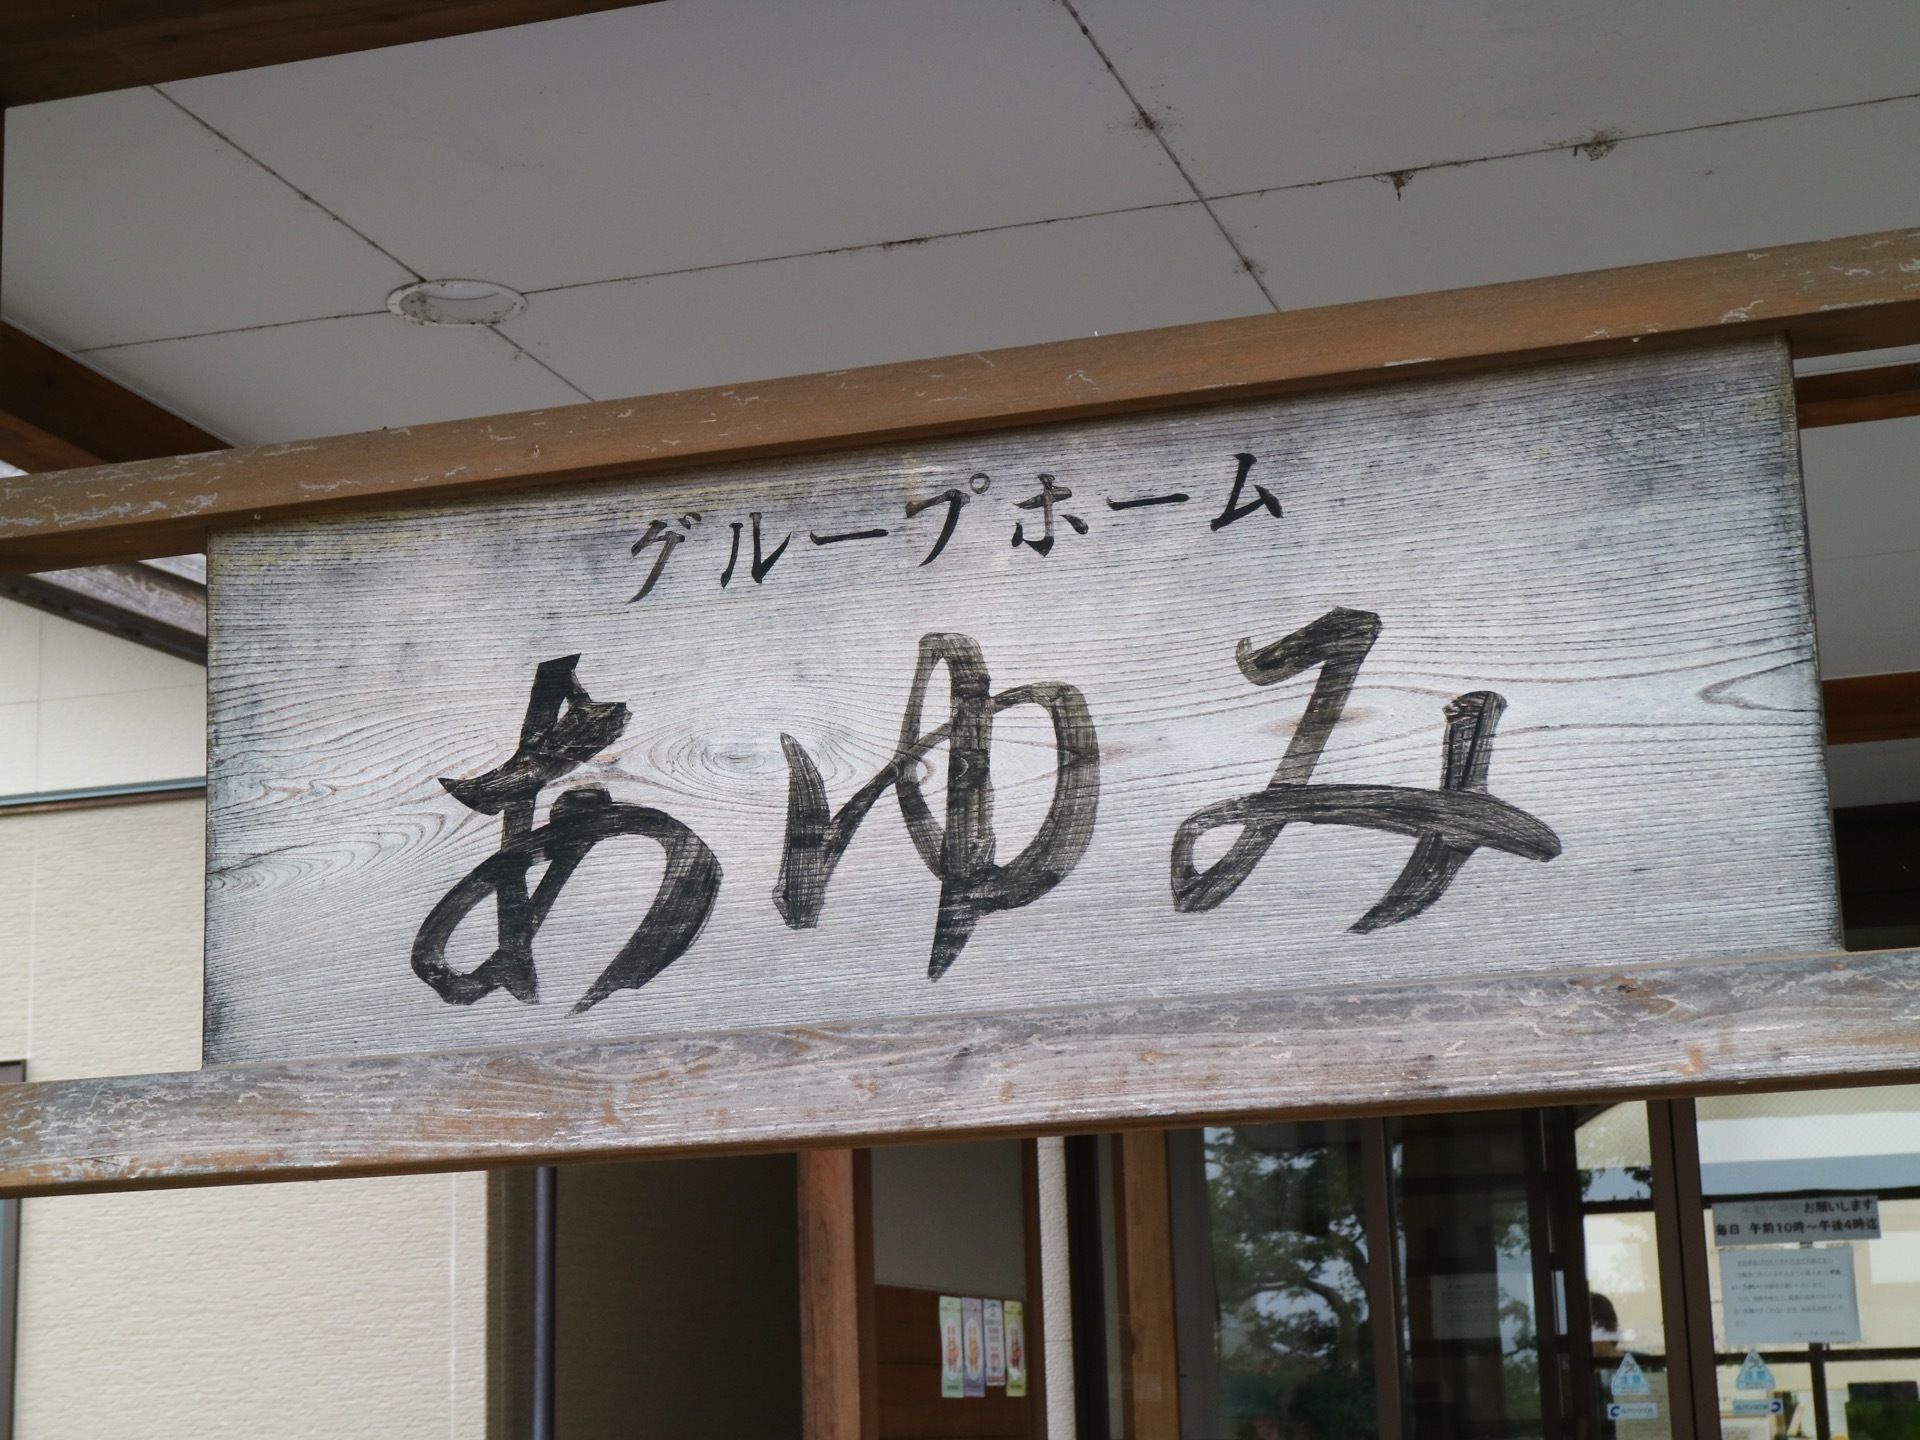 グループホーム
あゆみ
お願いします
毎日 午前10時～午後4時迄